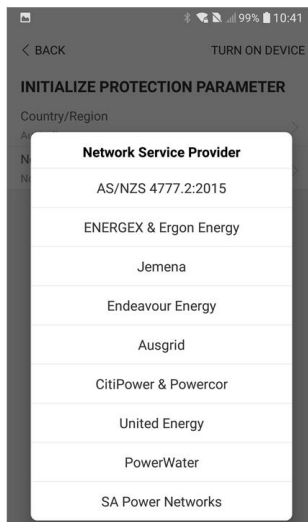 99% 10:41
BACK TURN ON DEVICE
INITIALIZE PROTECTION PARAMETER
Country/Region
Network Service Provider
AS/NZS 4777.2:2015
ENERGEX & Ergon Energy
Jemena
Endeavour Energy
Ausgrid
CitiPower & Powercor
United Energy
PowerWater
SA Power Networks